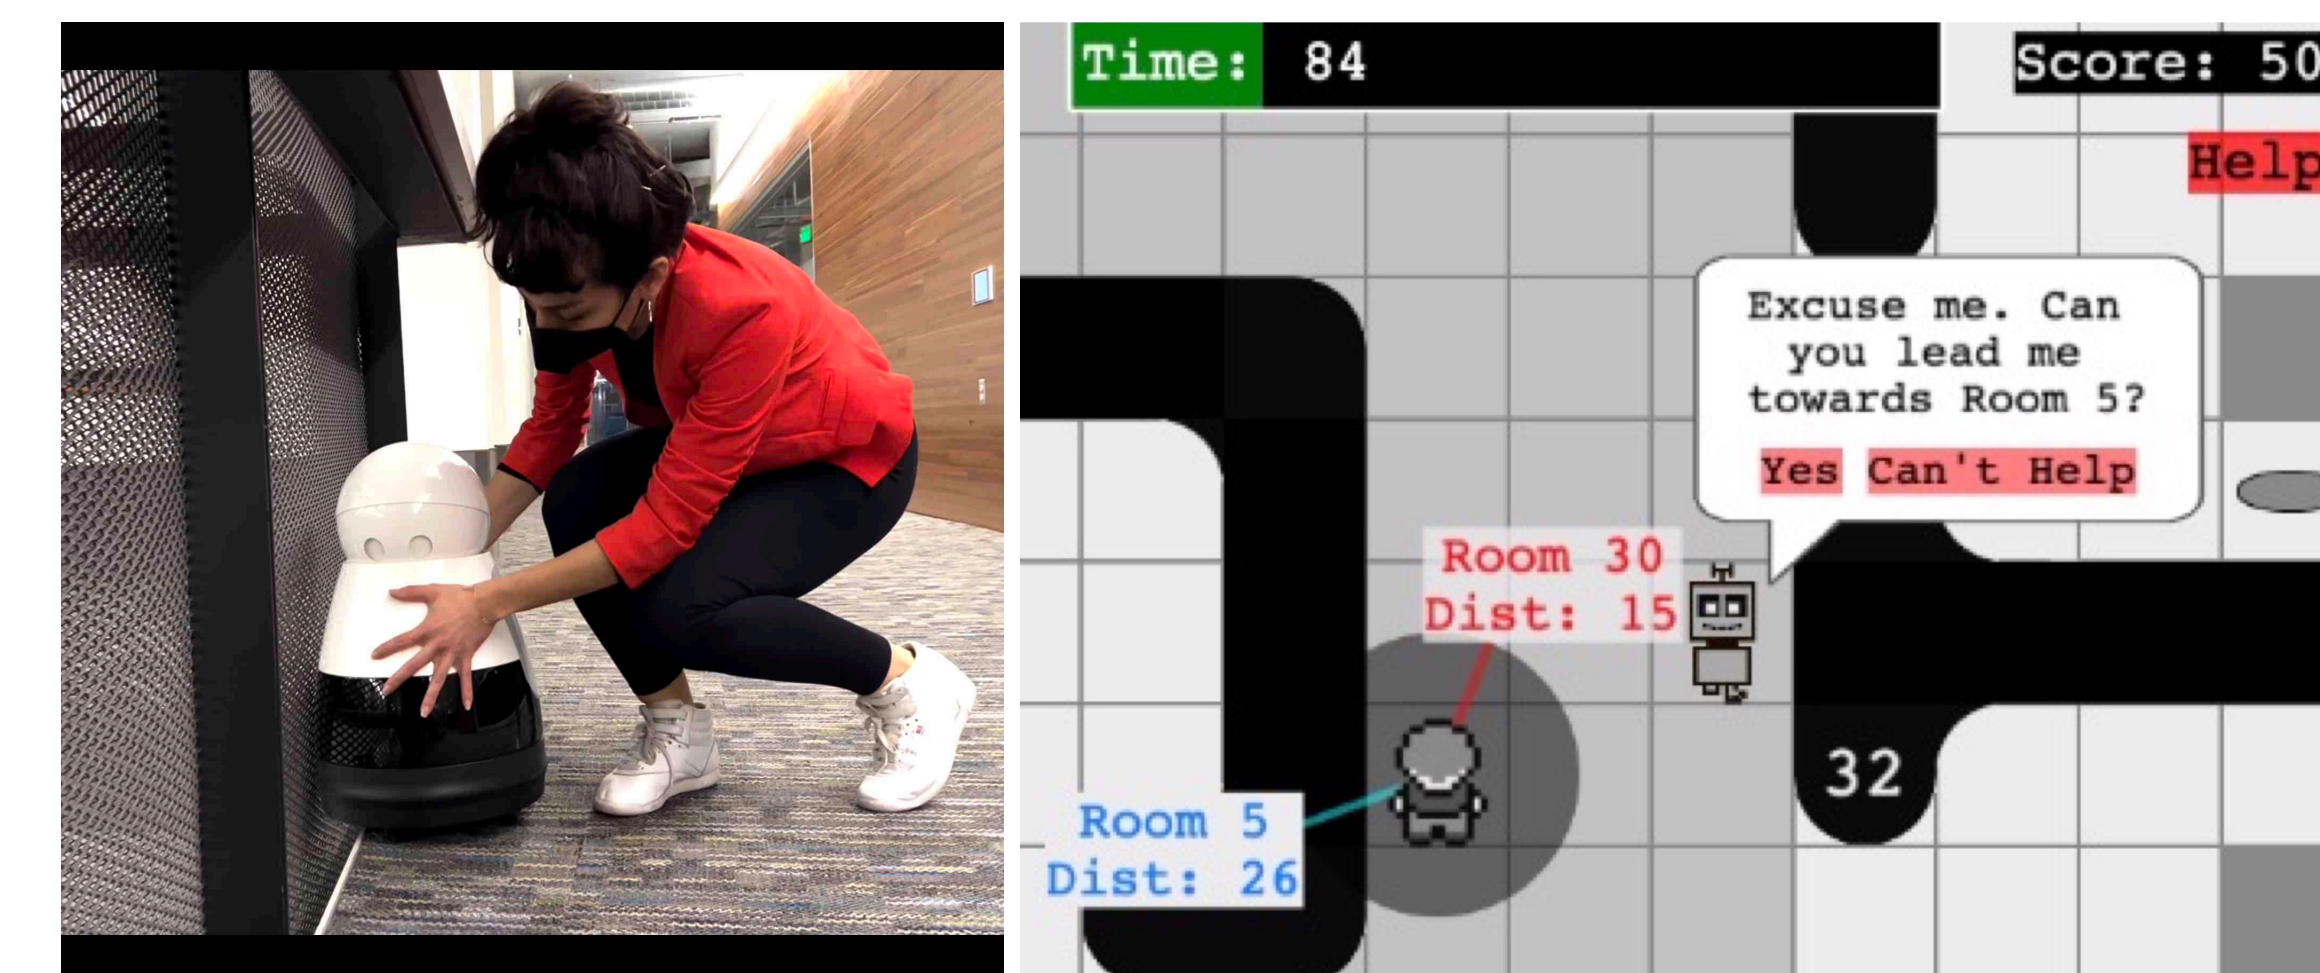 Time: 84
Score: 50
Help
Excuse me. Can
you lead me
towards Room 5?
Yes Can't Help
Room 30
Dist: 15
32
Room 5
Dist: 26